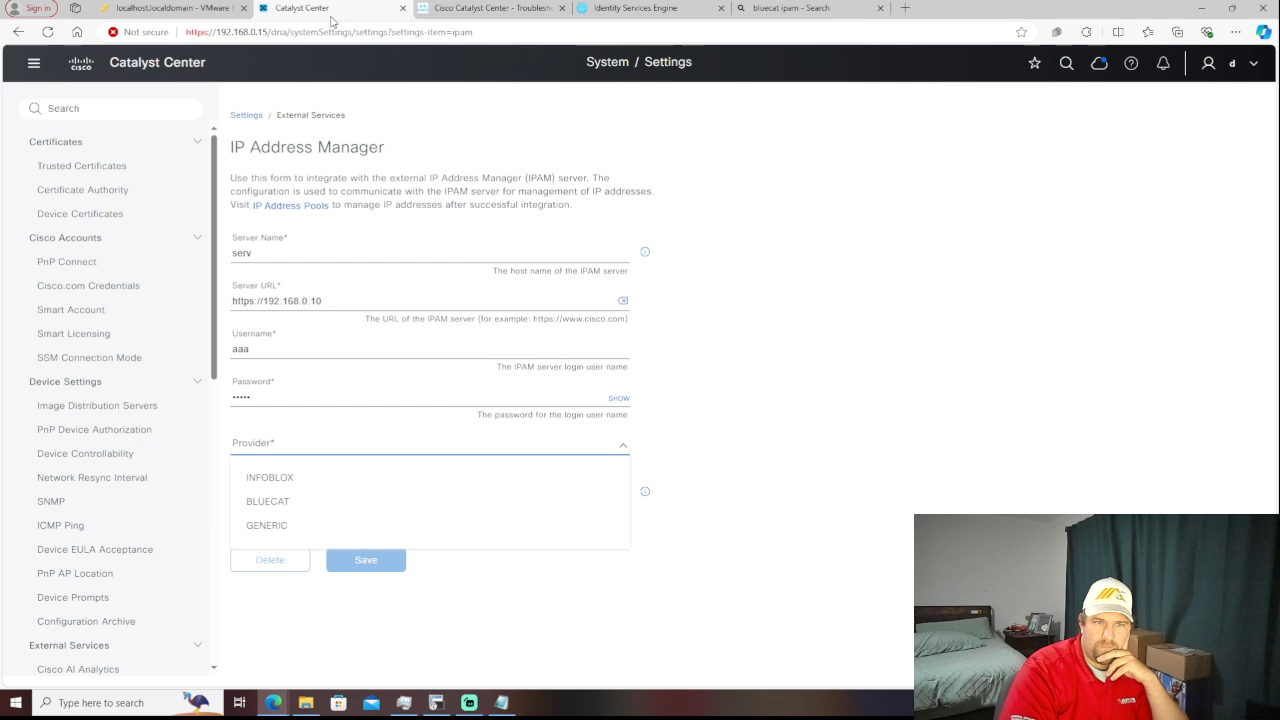 Sign in
localhost.localdomain - VMware
Catalyst Center
Cisco Catalyst Center - Troublesh
Identity Services Engine
bluecat ipam - Search
Not secure
https://192.168.0.15/dna/systemSettings/settings?settings-item=ipam
cisco
Catalyst Center
System / Settings
d
Search
Certificates
Trusted Certificates
Certificate Authority
Device Certificates
Cisco Accounts
PnP Connect
Cisco.com Credentials
Smart Account
Smart Licensing
SSM Connection Mode
Device Settings
Image Distribution Servers
PnP Device Authorization
Device Controllability
Network Resync Interval
SNMP
ICMP Ping
Device EULA Acceptance
PnP AP Location
Device Prompts
Configuration Archive
External Services
Cisco AI Analytics
Settings / External Services
IP Address Manager
Use this form to integrate with the external IP Address Manager (IPAM) server. The
configuration is used to communicate with the IPAM server for management of IP addresses.
Visit IP Address Pools to manage IP addresses after successful integration.
Server Name*
serv
The host name of the IPAM server
Server URL*
https://192.168.0.10
The URL of the IPAM server (for example: https://www.cisco.com)
Username*
aaa
The IPAM server login user name
Password*
•••••
SHOW
The password for the login user name
Provider*
INFOBLOX
BLUECAT
GENERIC
Delete
Save
Type here to search